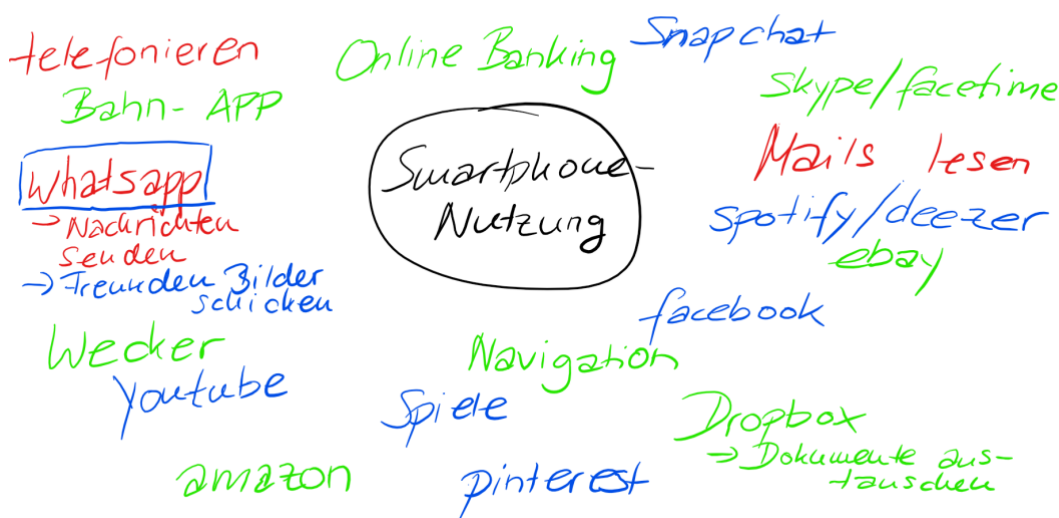 telefonieren
Online Banking
Snapchat
Bahn-APP
Skype/facetime
Whatsapp
→ Nachrichten
senden
→ Freunden Bilder
schicken
Smartphone-
Nutzung
Mails lesen
Spotify/deezer
ebay
facebook
Wecker
Navigation
Youtube
Spiele
Dropbox
→ Dokumente aus-
tauschen
amazon
pinterest